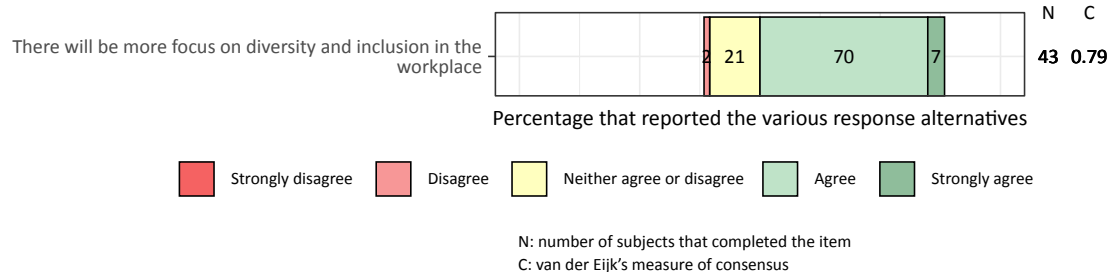 N C
There will be more focus on diversity and inclusion in the
workplace
2 21 70 7 43 0.79
Percentage that reported the various response alternatives
Strongly disagree Disagree Neither agree or disagree Agree Strongly agree
N: number of subjects that completed the item
C: van der Eijk's measure of consensus